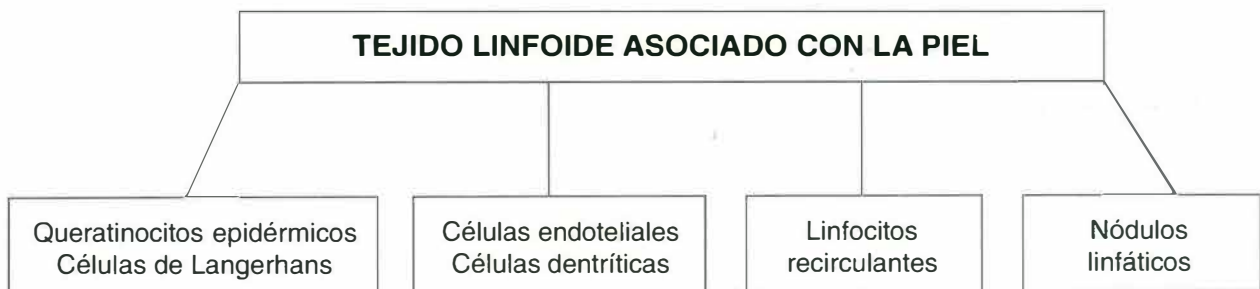 TEJIDO LINFOIDE ASOCIADO CON LA PIEL
Queratinocitos epidérmicos
Células de Langerhans
Células endoteliales
Células dentríticas
Linfocitos
recirculantes
Nódulos
linfáticos